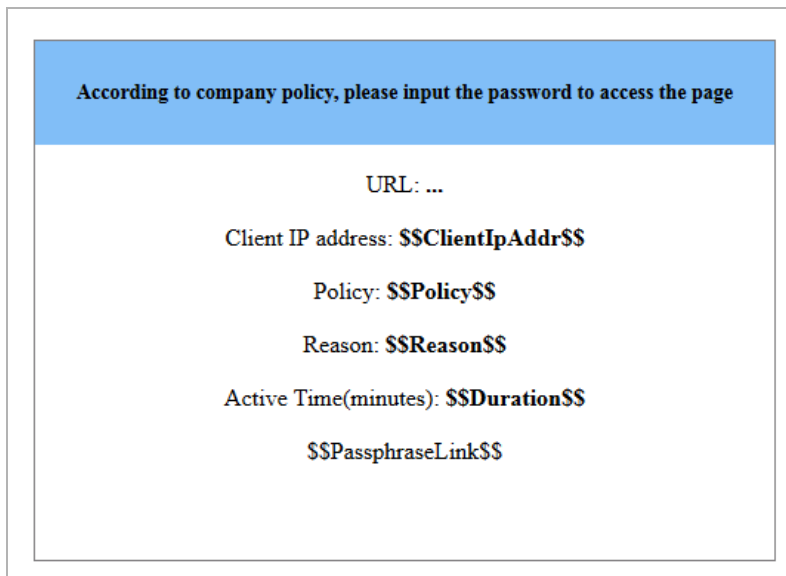 According to company policy, please input the password to access the page
URL: ...
Client IP address: $$ClientIpAddr$$
Policy: $$Policy$$
Reason: $$Reason$$
Active Time(minutes): $$Duration$$
$$PassphraseLink$$